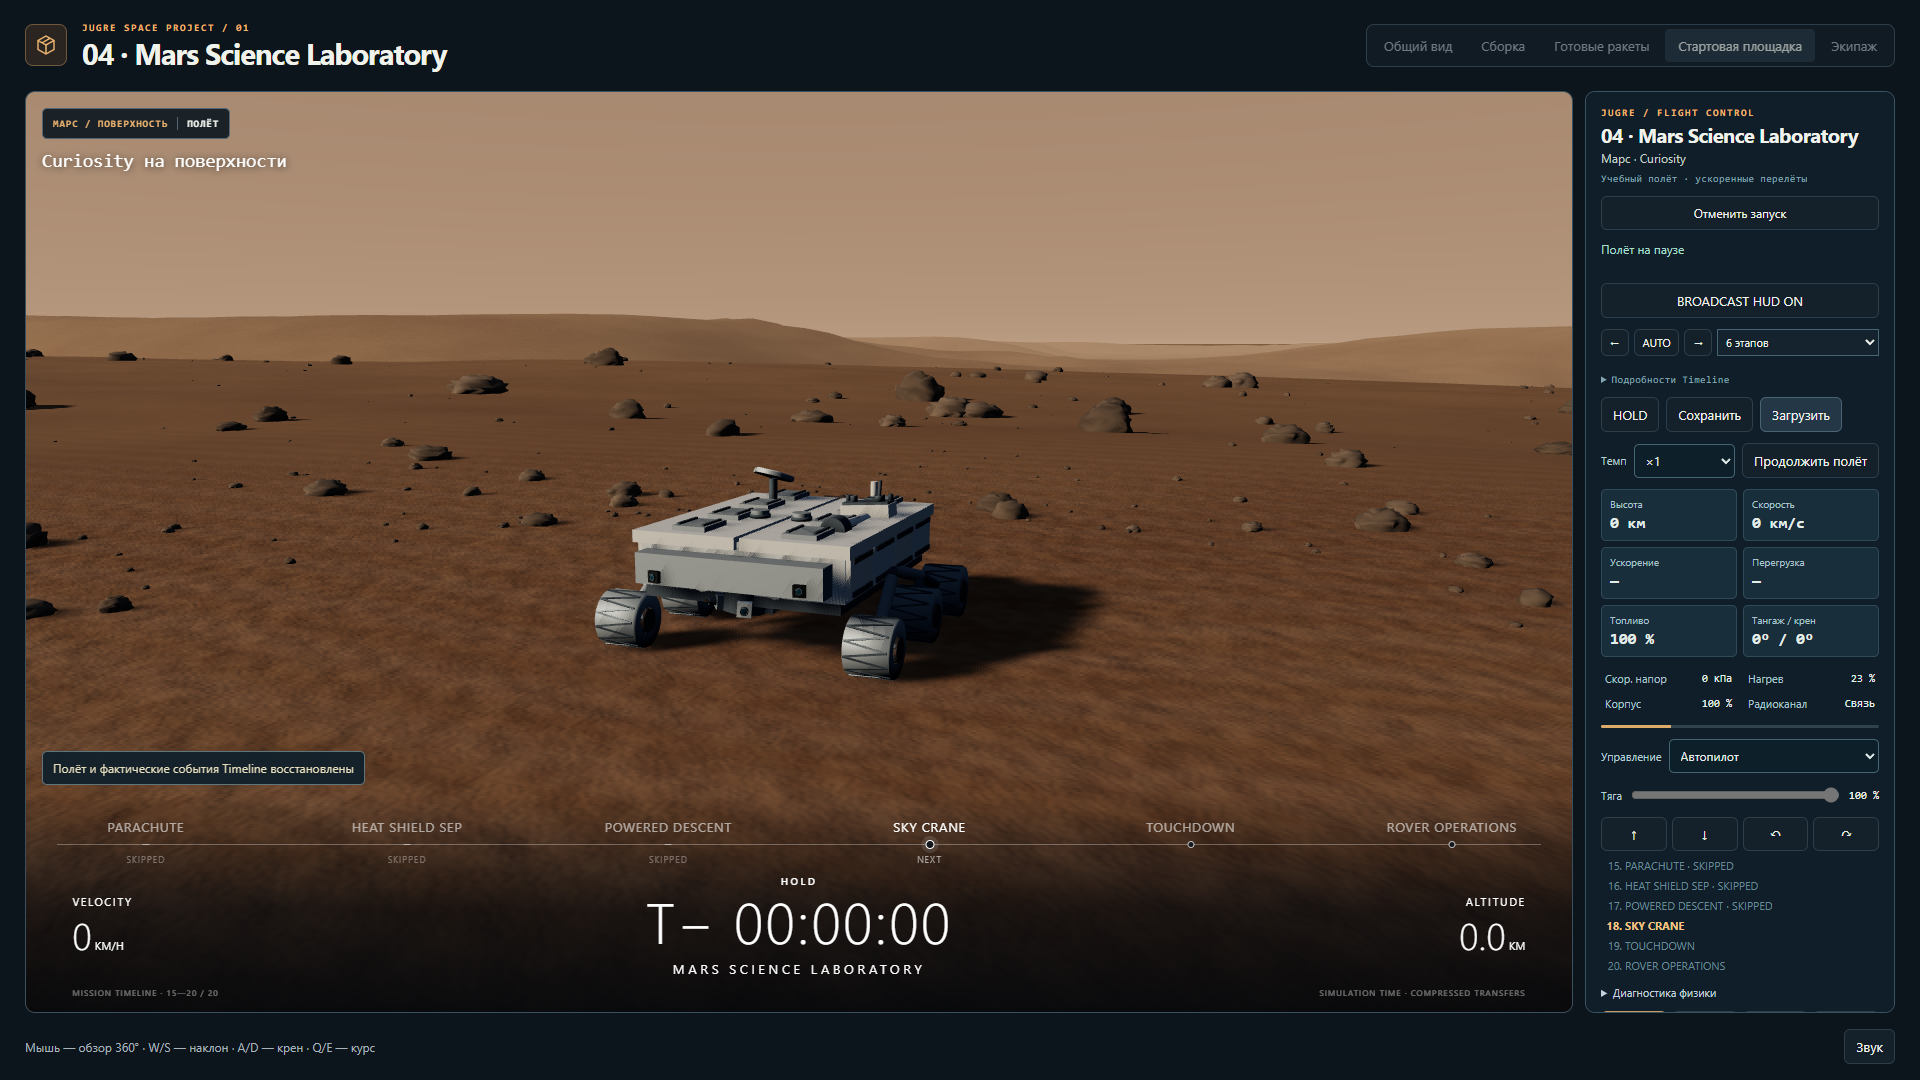 JUGRE SPACE PROJECT / 01
04 · Mars Science Laboratory
Общий вид
Сборка
Готовые ракеты
Стартовая площадка
Экипаж
МАРС / ПОВЕРХНОСТЬ | ПОЛЁТ
Curiosity на поверхности
Полёт и фактические события Timeline восстановлены
PARACHUTE
HEAT SHIELD SEP
POWERED DESCENT
SKY CRANE
TOUCHDOWN
ROVER OPERATIONS
SKIPPED
SKIPPED
SKIPPED
NEXT
HOLD
VELOCITY
0 KM/H
T− 00:00:00
ALTITUDE
0.0 KM
MARS SCIENCE LABORATORY
MISSION TIMELINE · 15—20 / 20
SIMULATION TIME · COMPRESSED TRANSFERS
JUGRE / FLIGHT CONTROL
04 · Mars Science Laboratory
Марс · Curiosity
Учебный полёт · ускоренные перелёты
Отменить запуск
Полёт на паузе
BROADCAST HUD ON
← AUTO → 6 этапов
▶ Подробности Timeline
HOLD Сохранить Загрузить
Темп ×1 Продолжить полёт
Высота
0 км
Скорость
0 км/с
Ускорение
—
Перегрузка
—
Топливо
100 %
Тангаж / крен
0° / 0°
Скор. напор 0 кПа Нагрев 23 %
Корпус 100 % Радиоканал Связь
Управление Автопилот
Тяга 100 %
↑ ↓ ↶ ↷
15. PARACHUTE · SKIPPED
16. HEAT SHIELD SEP · SKIPPED
17. POWERED DESCENT · SKIPPED
18. SKY CRANE
19. TOUCHDOWN
20. ROVER OPERATIONS
▶ Диагностика физики
Мышь — обзор 360° · W/S — наклон · A/D — крен · Q/E — курс
Звук